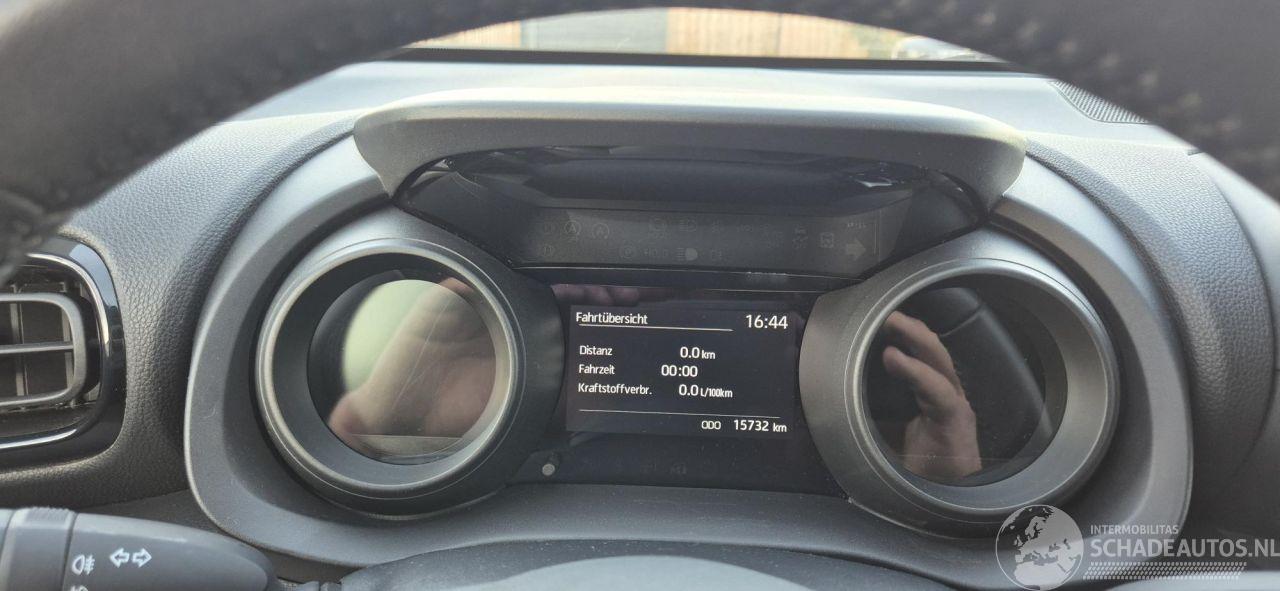 Fahrtübersicht 16:44
Distanz 0.0 km
Fahrzeit 00:00
Kraftstoffverbr. 0.0 L/100km
ODO 15732 km
INTERMOBILITAS
SCHADEAUTOS.NL